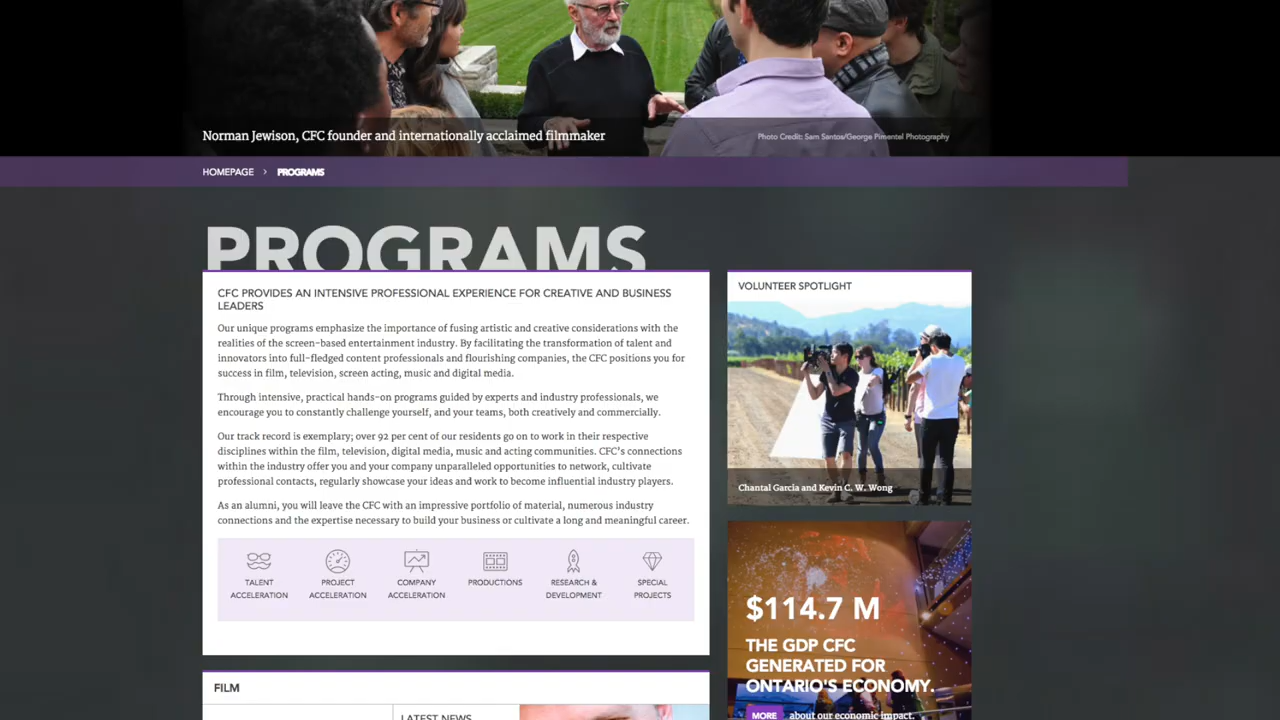 Norman Jewison, CFC founder and internationally acclaimed filmmaker
Photo Credit: Sam Santos/George Pimentel Photography
HOMEPAGE > PROGRAMS
PROGRAMS
CFC PROVIDES AN INTENSIVE PROFESSIONAL EXPERIENCE FOR CREATIVE AND BUSINESS
LEADERS
Our unique programs emphasize the importance of fusing artistic and creative considerations with the
realities of the screen-based entertainment industry. By facilitating the transformation of talent and
innovators into full-fledged content professionals and flourishing companies, the CFC positions you for
success in film, television, screen acting, music and digital media.
Through intensive, practical hands-on programs guided by experts and industry professionals, we
encourage you to constantly challenge yourself, and your teams, both creatively and commercially.
Our track record is exemplary; over 92 per cent of our residents go on to work in their respective
disciplines within the film, television, digital media, music and acting communities. CFC's connections
within the industry offer you and your company unparalleled opportunities to network, cultivate
professional contacts, regularly showcase your ideas and work to become influential industry players.
As an alumni, you will leave the CFC with an impressive portfolio of material, numerous industry
connections and the expertise necessary to build your business or cultivate a long and meaningful career.
TALENT
ACCELERATION
PROJECT
ACCELERATION
COMPANY
ACCELERATION
PRODUCTIONS
RESEARCH &
DEVELOPMENT
SPECIAL
PROJECTS
FILM
LATEST NEWS
VOLUNTEER SPOTLIGHT
Chantal Garcia and Kevin C. W. Wong
$114.7 M
THE GDP CFC
GENERATED FOR
ONTARIO'S ECONOMY.
MORE about our economic impact.